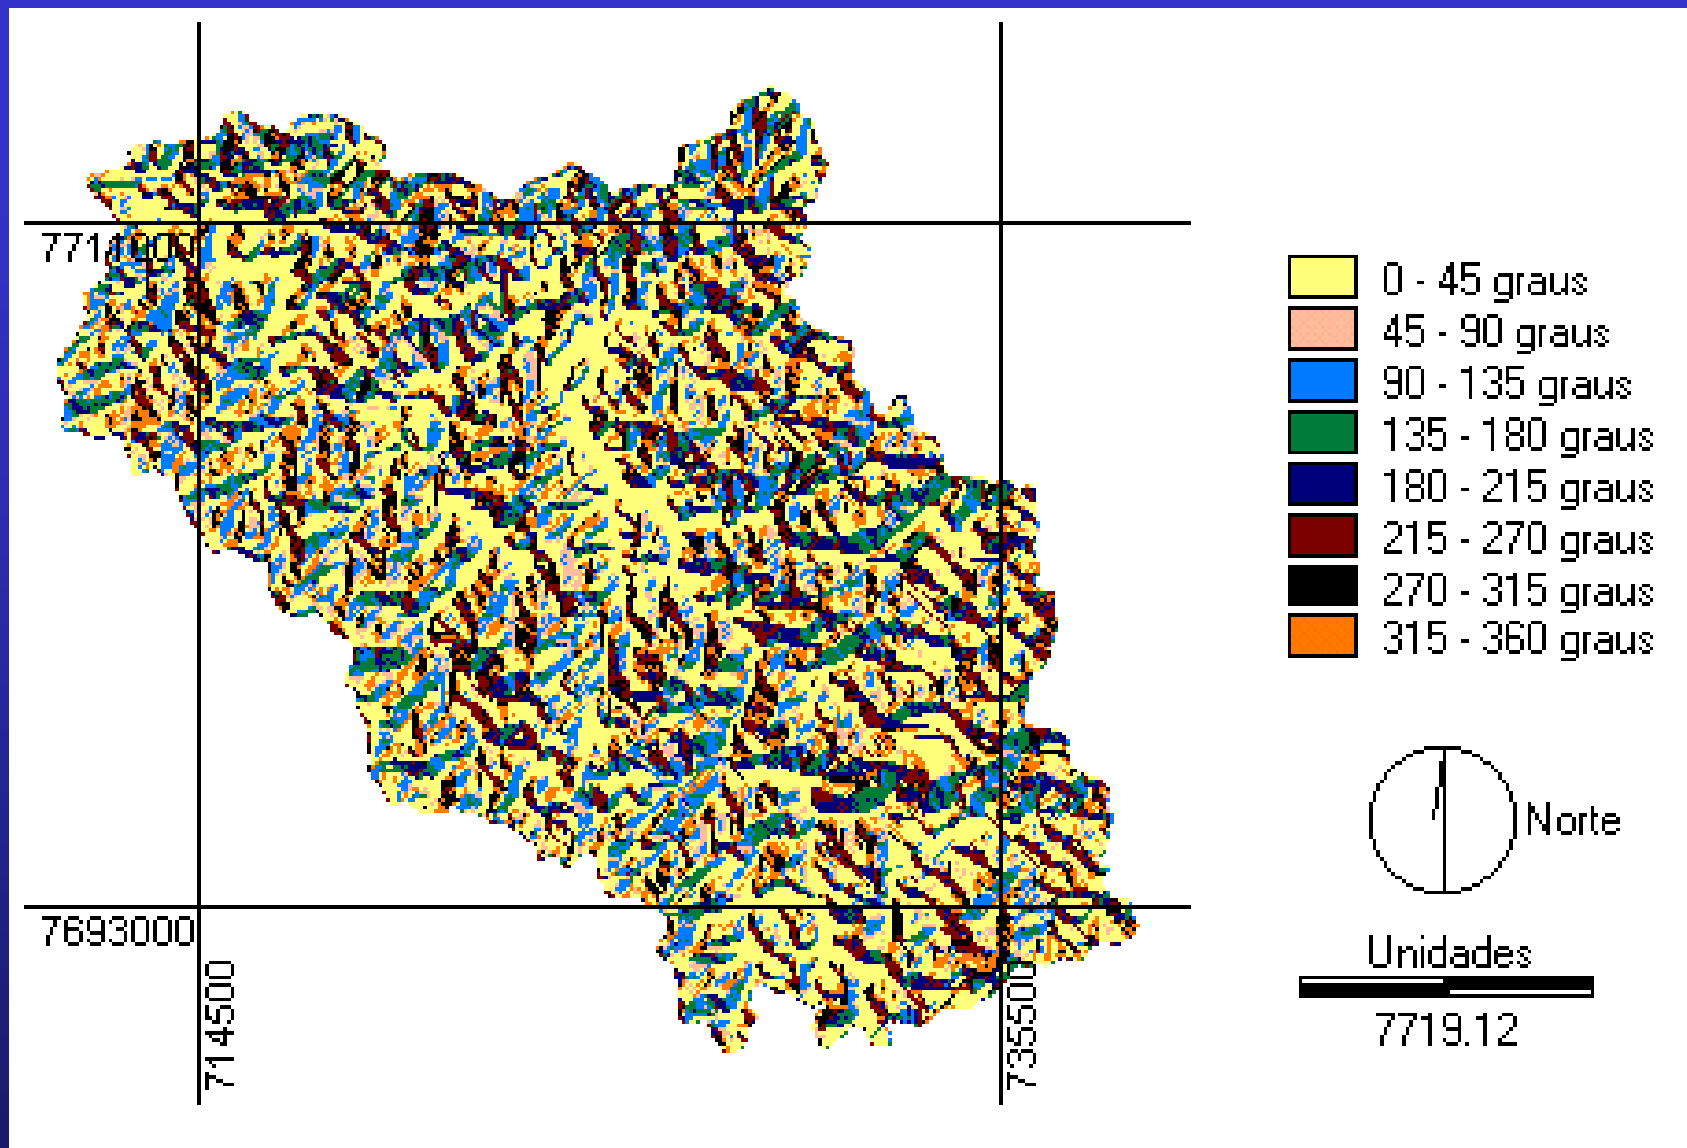 7711000
0 - 45 graus
45 - 90 graus
90 - 135 graus
135 - 180 graus
180 - 215 graus
215 - 270 graus
270 - 315 graus
315 - 360 graus
Norte
7693000
Unidades
7719.12
714500
735500